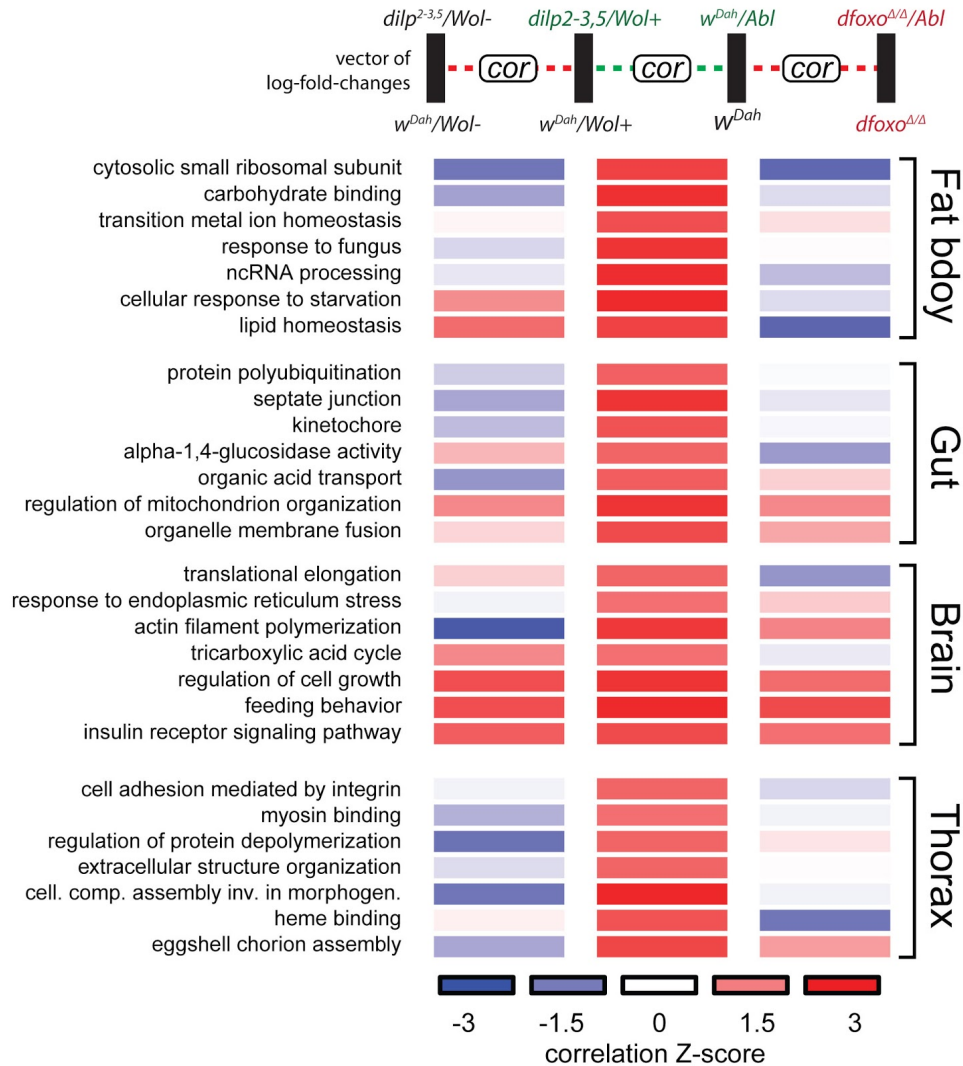 dilp2-3,5/Wol- dilp2-3,5/Wol+ wDah/Abl dfoxoΔ/Δ/Abl
vector of
log-fold-changes
cor cor cor
wDah/Wol- wDah/Wol+ wDah dfoxoΔ/Δ
cytosolic small ribosomal subunit
carbohydrate binding
transition metal ion homeostasis
response to fungus
ncRNA processing
cellular response to starvation
lipid homeostasis
Fat bdoy
protein polyubiquitination
septate junction
kinetochore
alpha-1,4-glucosidase activity
organic acid transport
regulation of mitochondrion organization
organelle membrane fusion
Gut
translational elongation
response to endoplasmic reticulum stress
actin filament polymerization
tricarboxylic acid cycle
regulation of cell growth
feeding behavior
insulin receptor signaling pathway
Brain
cell adhesion mediated by integrin
myosin binding
regulation of protein depolymerization
extracellular structure organization
cell. comp. assembly inv. in morphogen.
heme binding
eggshell chorion assembly
Thorax
-3 -1.5 0 1.5 3
correlation Z-score